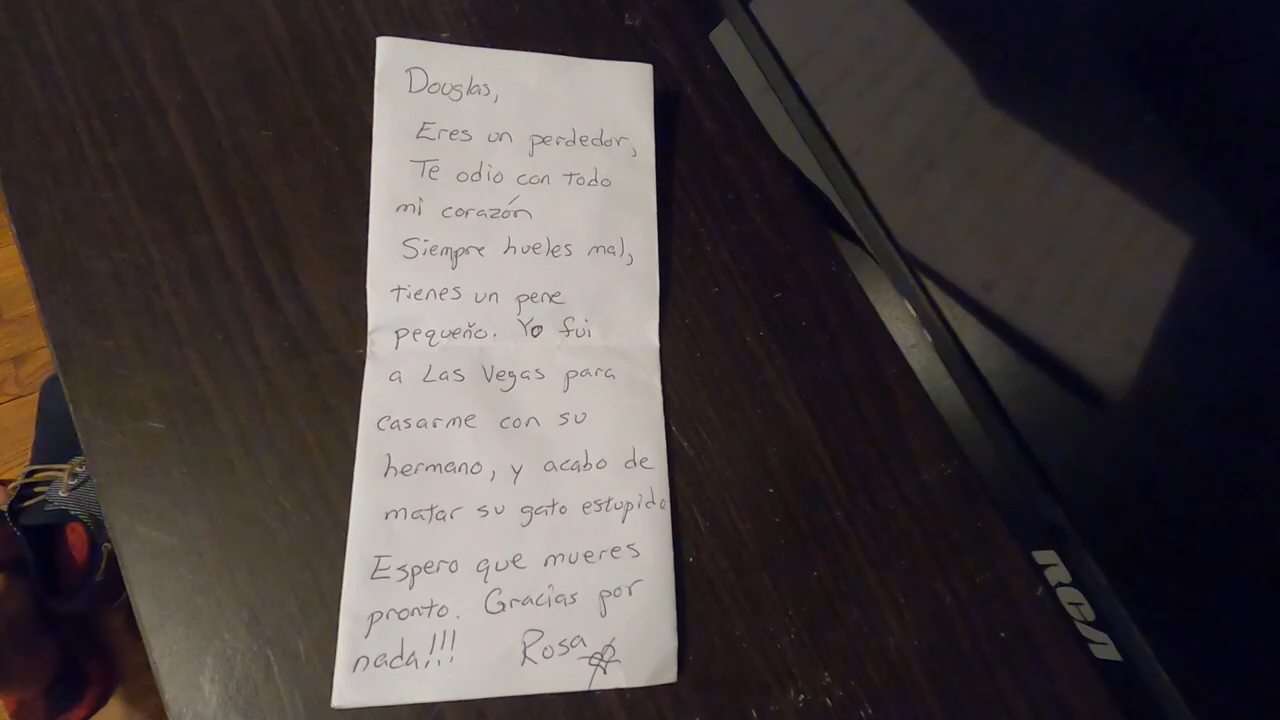 Douglas,
Eres un perdedor,
Te odio con todo
mi corazón
Siempre hueles mal,
tienes un pene
pequeño. Yo fui
a Las Vegas para
casarme con su
hermano, y acabo de
matar su gato estupido
Espero que mueres
pronto. Gracias por
nada!!! Rosa
RCA